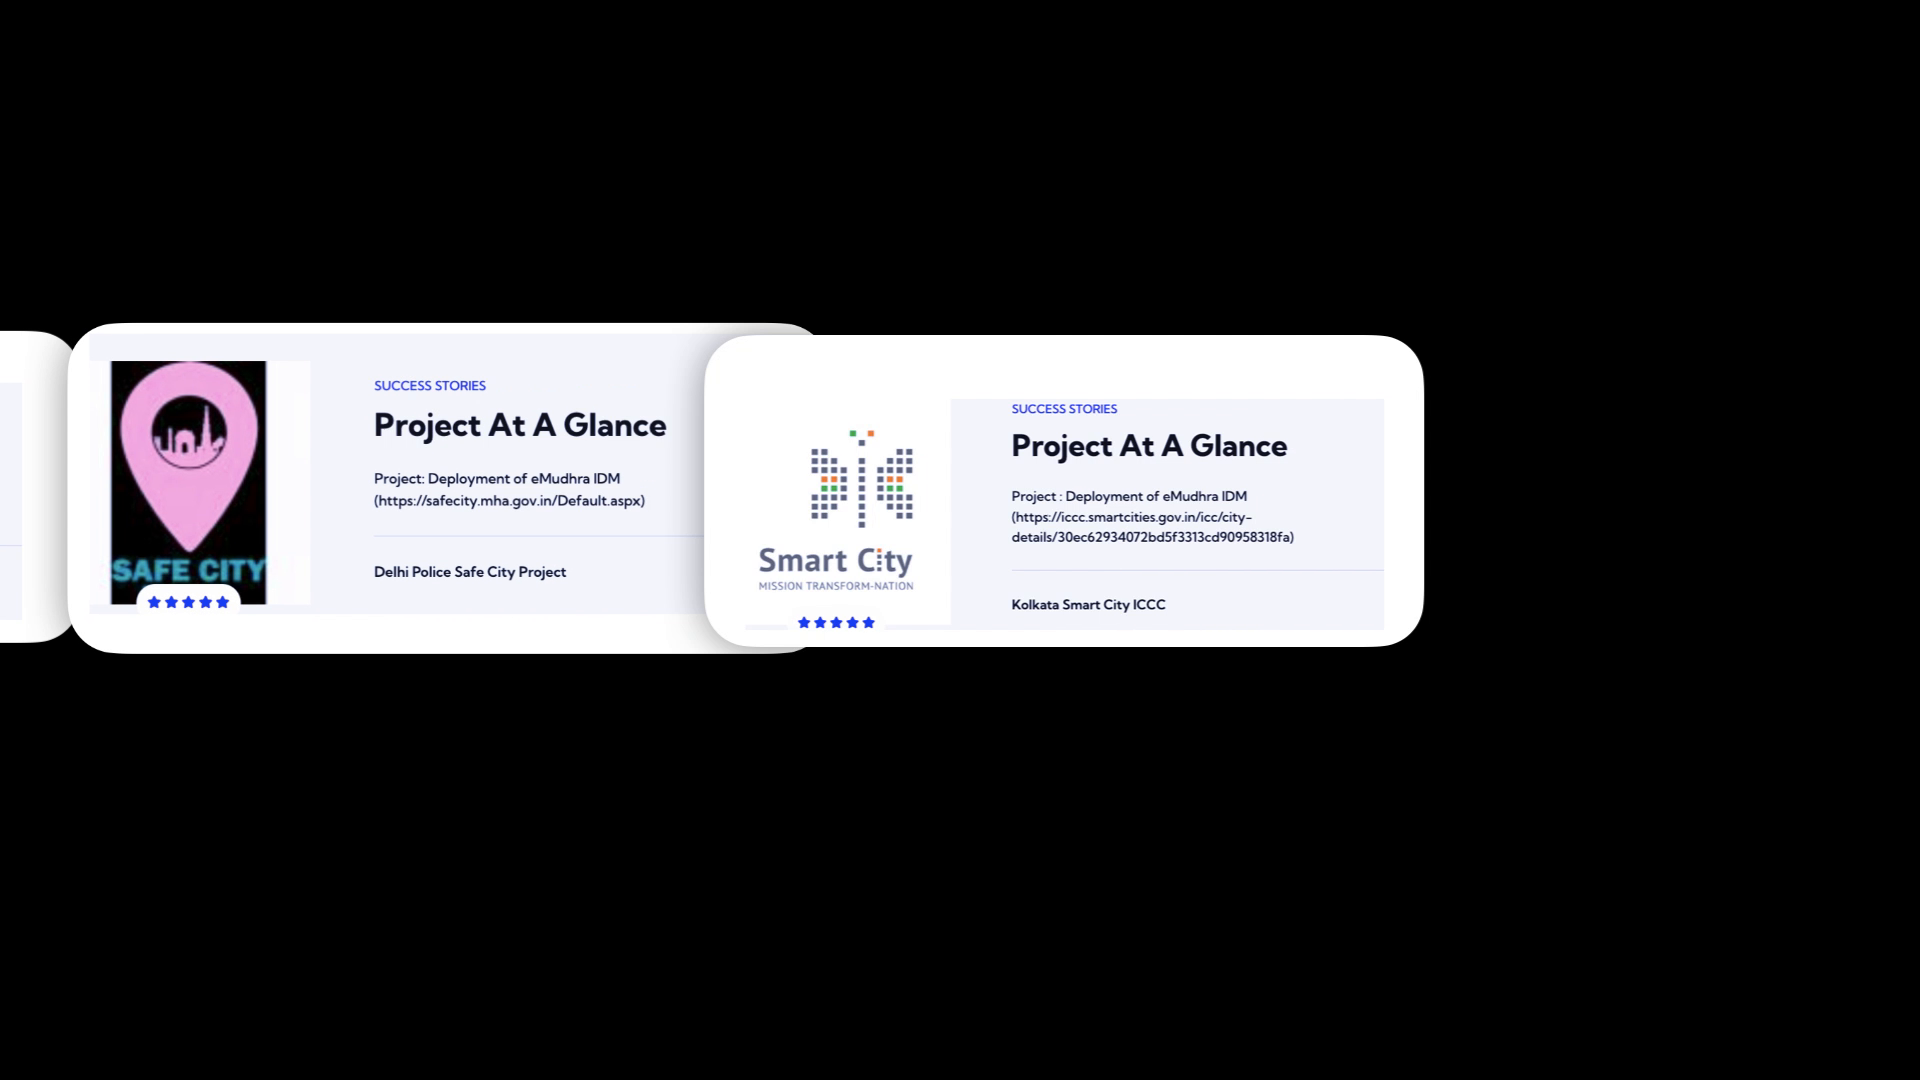 SAFE CITY
SUCCESS STORIES
Project At A Glance
Project: Deployment of eMudhra IDM
(https://safecity.mha.gov.in/Default.aspx)
Delhi Police Safe City Project
Smart City
MISSION TRANSFORM-NATION
SUCCESS STORIES
Project At A Glance
Project : Deployment of eMudhra IDM
(https://iccc.smartcities.gov.in/icc/city-
details/30ec62934072bd5f3313cd90958318fa)
Kolkata Smart City ICCC